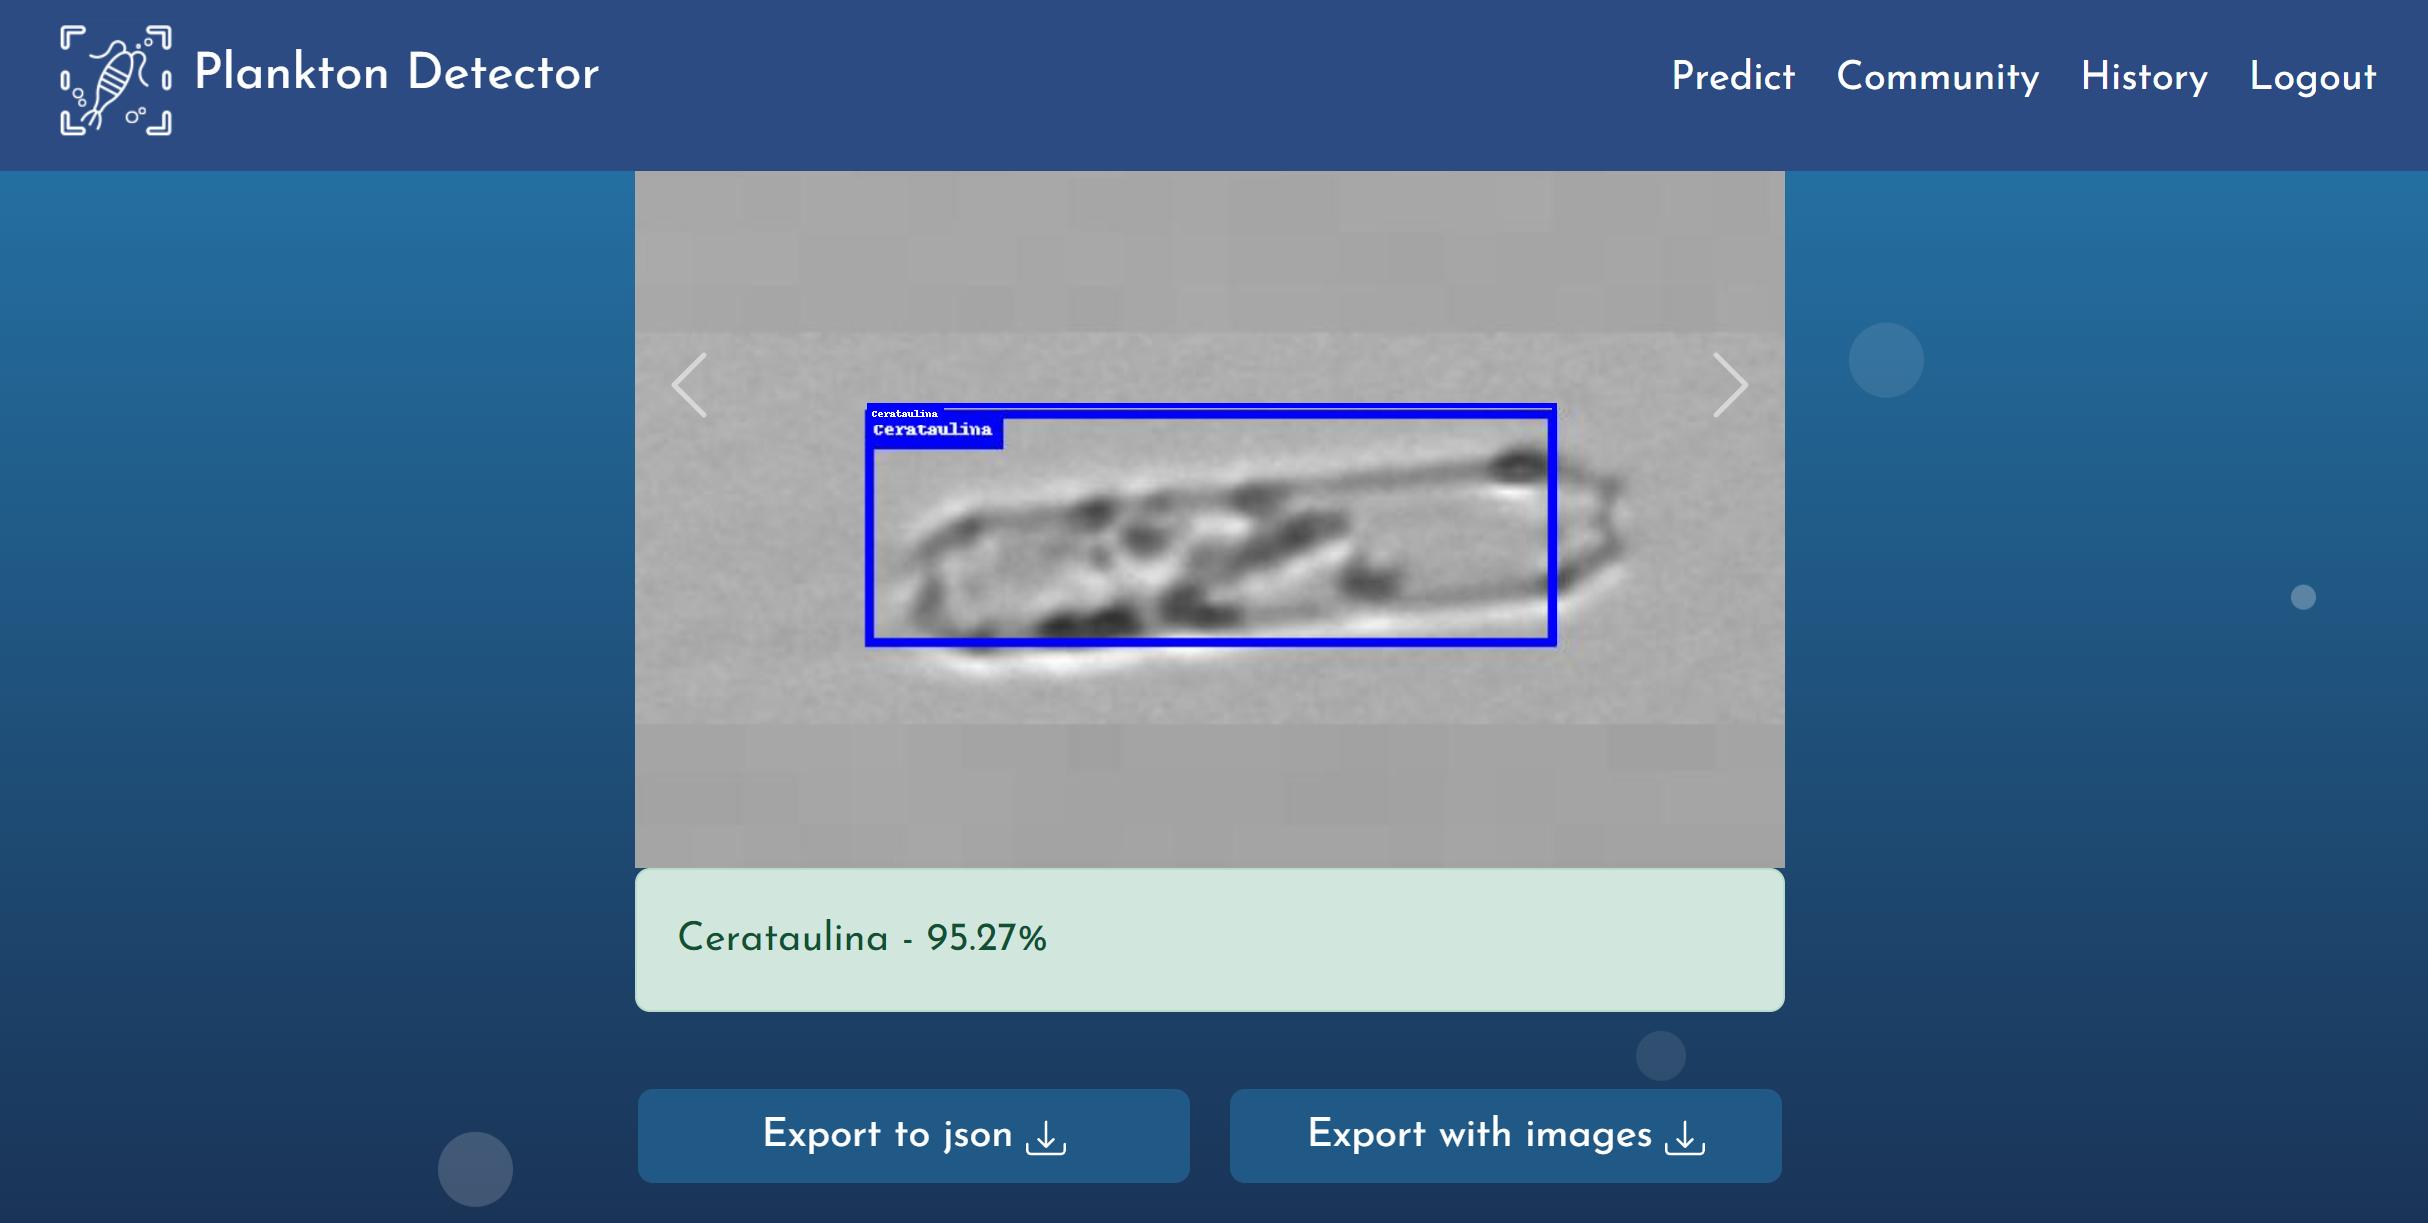 Plankton Detector
Predict Community History Logout
Cerataulina
Cerataulina
Cerataulina - 95.27%
Export to json
Export with images